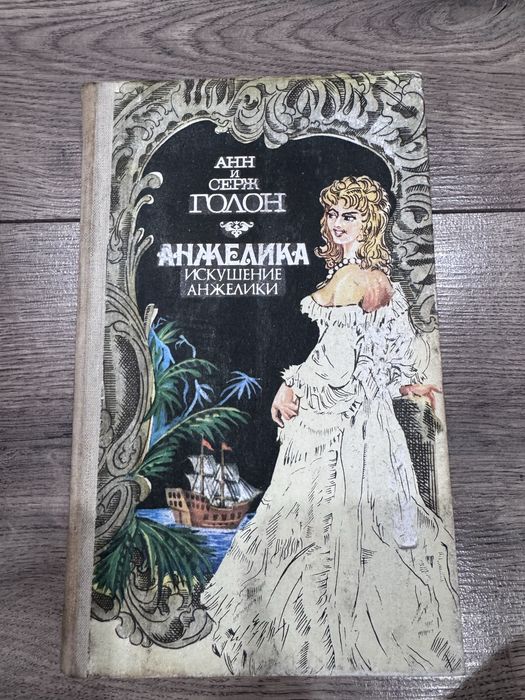 АНН
И
СЕРЖ
ГОЛОН
АНЖЕЛИКА
ИСКУШЕНИЕ
АНЖЕЛИКИ